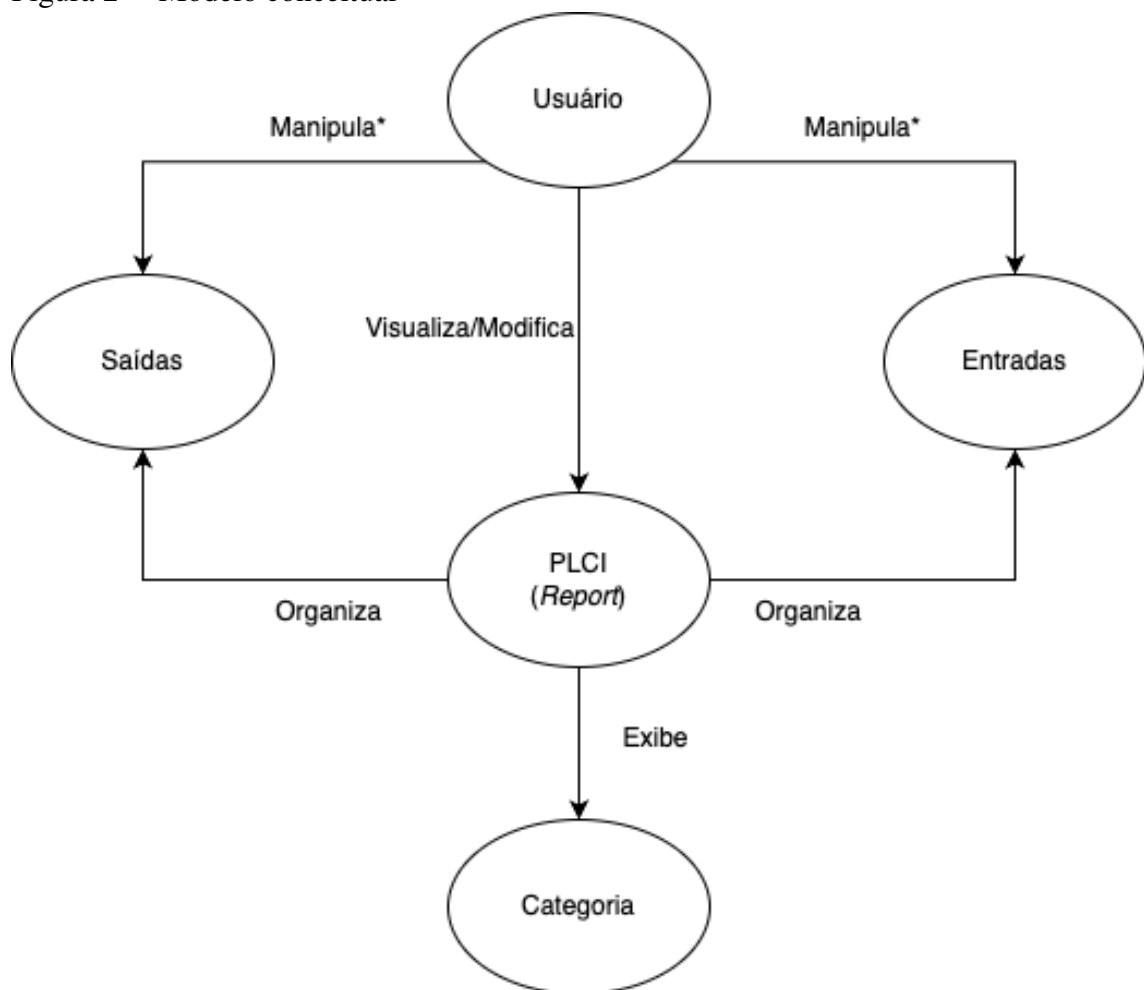 Figura 2 – Modelo conceitual
Usuário
Manipula*
Manipula*
Saídas
Visualiza/Modifica
Entradas
PLCI
(Report)
Organiza
Organiza
Exibe
Categoria